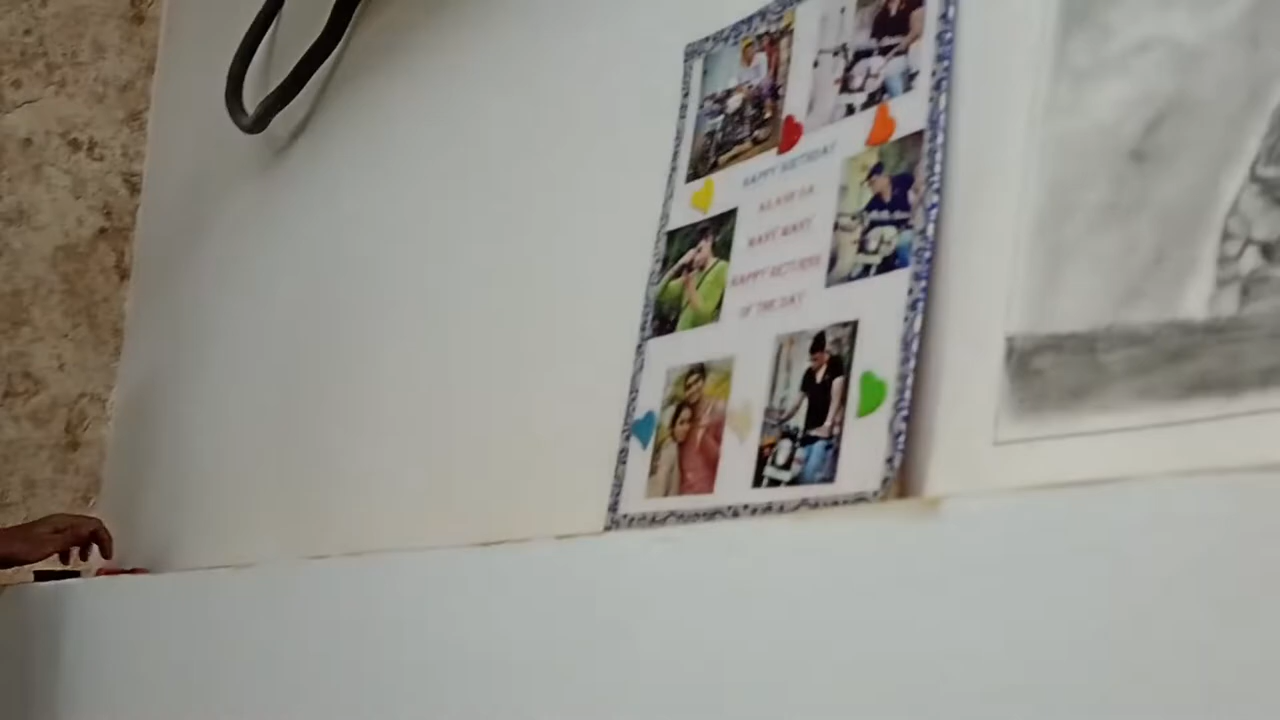 HAPPY BIRTHDAY
MANY MANY
HAPPY RETURNS
OF THE DAY